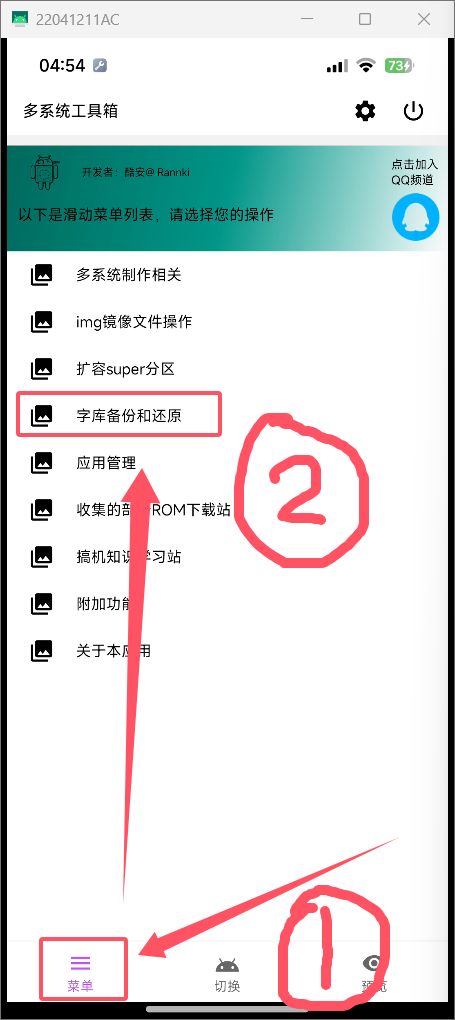 22041211AC
04:54
73
多系统工具箱
开发者：酷安@ Rannki
点击加入
QQ频道
以下是滑动菜单列表，请选择您的操作
多系统制作相关
img镜像文件操作
扩容super分区
字库备份和还原
应用管理
2
收集的部 ROM下载站
搞机知识学习站
附加功能
关于本应用
1
菜单
切换
预览